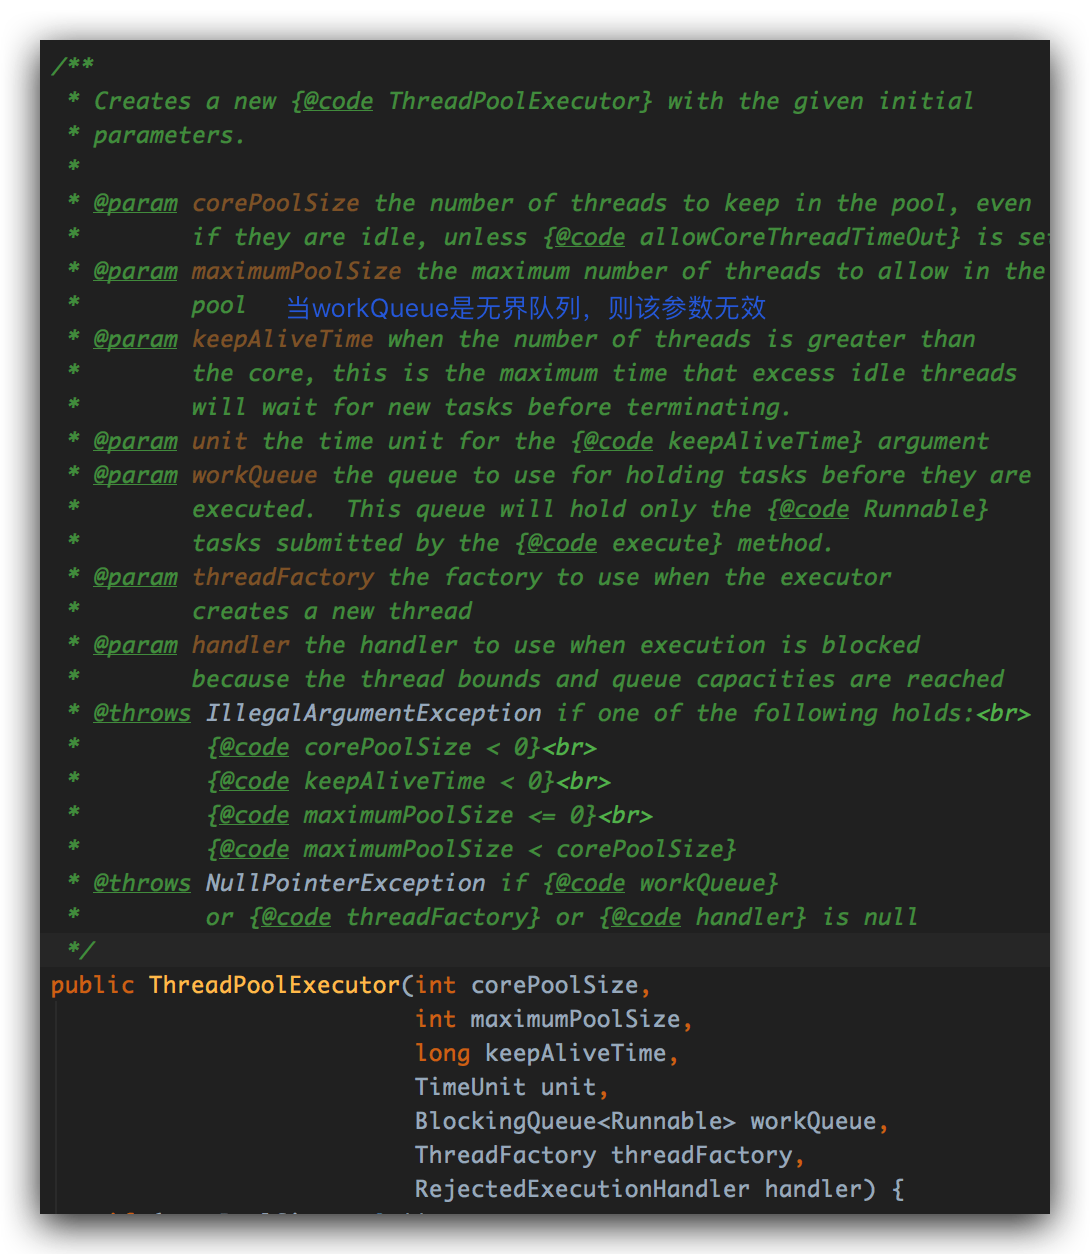 /**
* Creates a new {@code ThreadPoolExecutor} with the given initial
* parameters.
*
* @param corePoolSize the number of threads to keep in the pool, even
*        if they are idle, unless {@code allowCoreThreadTimeOut} is se
* @param maximumPoolSize the maximum number of threads to allow in the
*        pool 当workQueue是无界队列，则该参数无效
* @param keepAliveTime when the number of threads is greater than
*        the core, this is the maximum time that excess idle threads
*        will wait for new tasks before terminating.
* @param unit the time unit for the {@code keepAliveTime} argument
* @param workQueue the queue to use for holding tasks before they are
*        executed.  This queue will hold only the {@code Runnable}
*        tasks submitted by the {@code execute} method.
* @param threadFactory the factory to use when the executor
*        creates a new thread
* @param handler the handler to use when execution is blocked
*        because the thread bounds and queue capacities are reached
* @throws IllegalArgumentException if one of the following holds:<br>
*         {@code corePoolSize < 0}<br>
*         {@code keepAliveTime < 0}<br>
*         {@code maximumPoolSize <= 0}<br>
*         {@code maximumPoolSize < corePoolSize}
* @throws NullPointerException if {@code workQueue}
*         or {@code threadFactory} or {@code handler} is null
*/
public ThreadPoolExecutor(int corePoolSize,
int maximumPoolSize,
long keepAliveTime,
TimeUnit unit,
BlockingQueue<Runnable> workQueue,
ThreadFactory threadFactory,
RejectedExecutionHandler handler) {